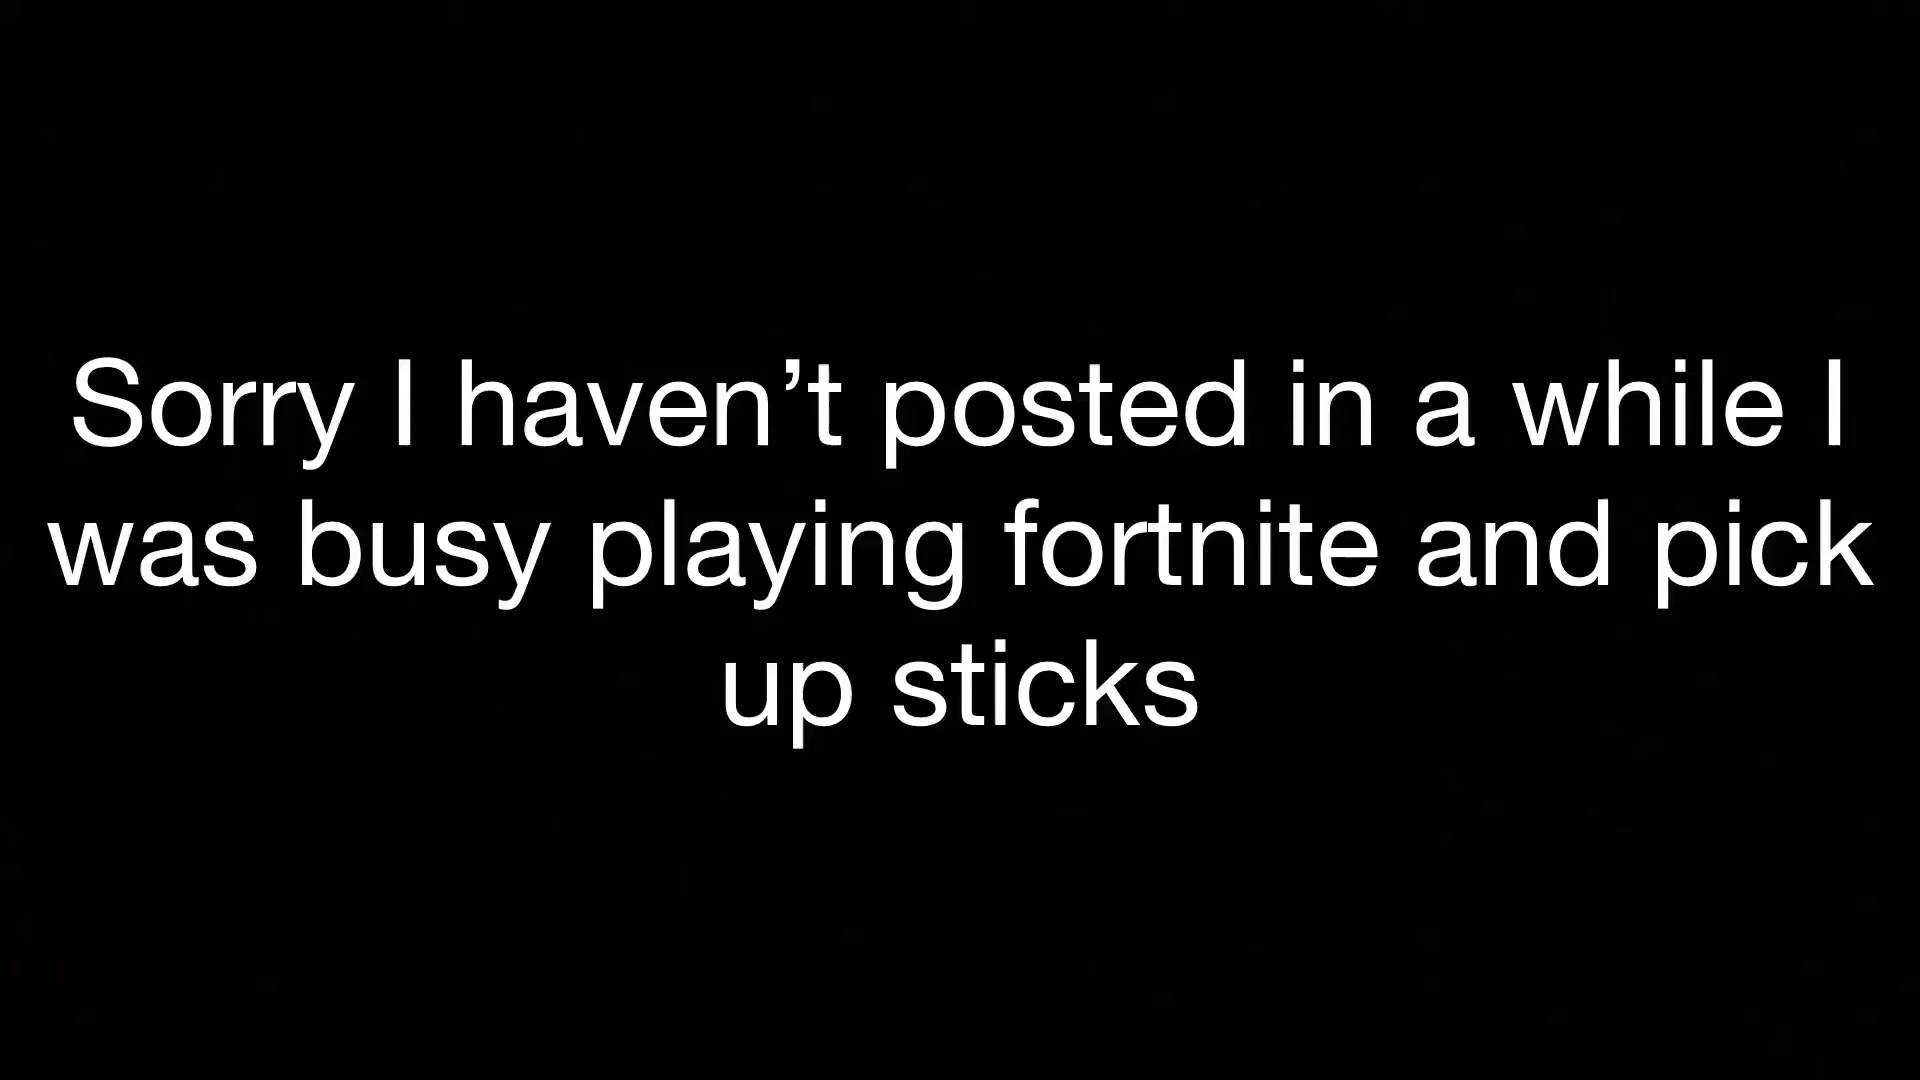 Sorry I haven’t posted in a while I
was busy playing fortnite and pick
up sticks